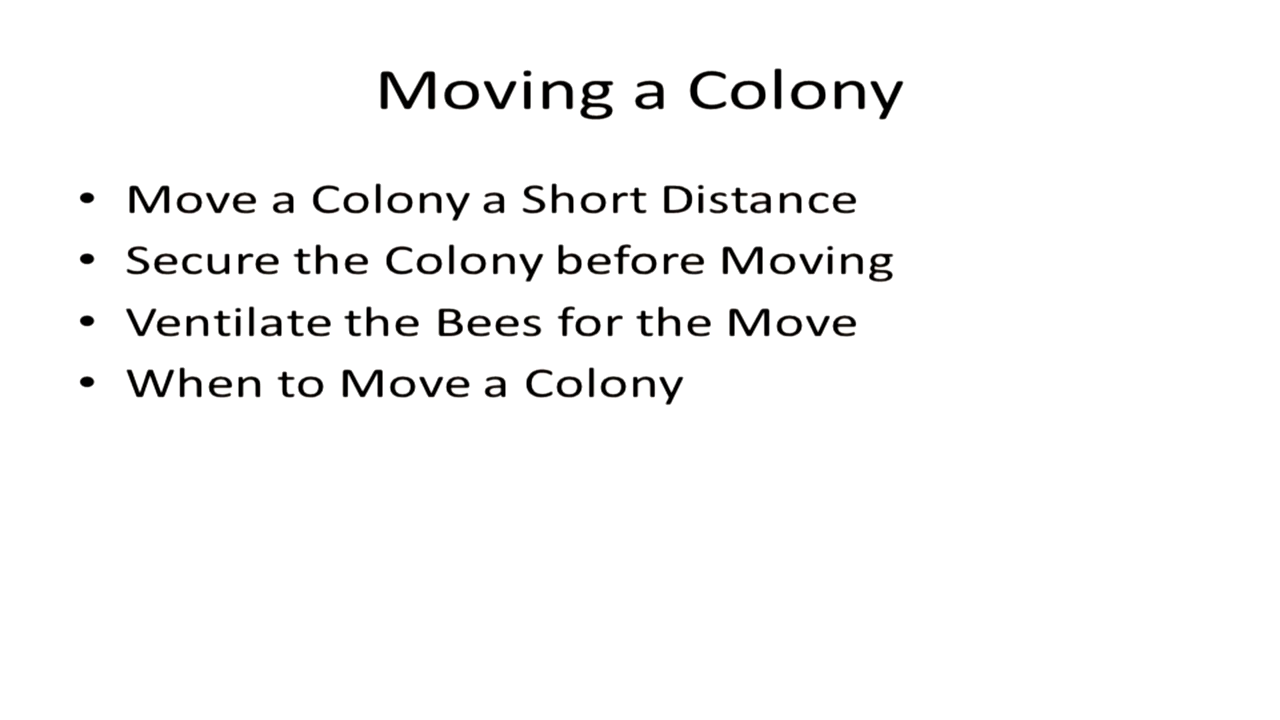 Moving a Colony
• Move a Colony a Short Distance
• Secure the Colony before Moving
• Ventilate the Bees for the Move
• When to Move a Colony